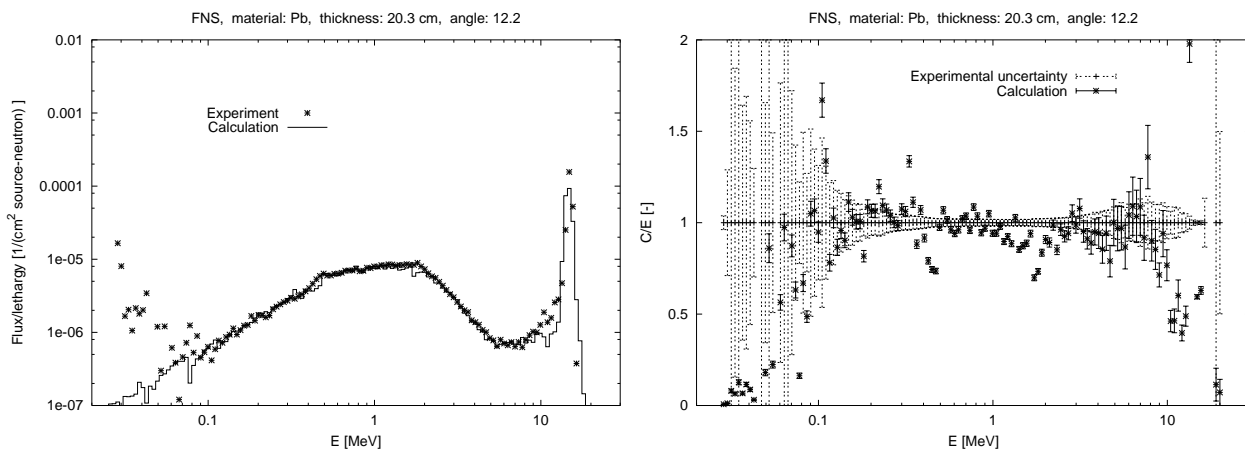 FNS, material: Pb, thickness: 20.3 cm, angle: 12.2
0.01
0.001
0.0001
1e-05
1e-06
1e-07
Flux/lethargy [1/(cm² source-neutron) ]
Experiment
Calculation
0.1 1 10
E [MeV]
FNS, material: Pb, thickness: 20.3 cm, angle: 12.2
2
1.5
1
0.5
0
C/E [-]
Experimental uncertainty
Calculation
0.1 1 10
E [MeV]